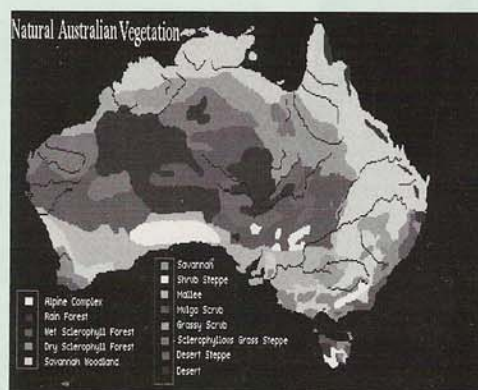 Natural Australian Vegetation
Alpine Complex
Rain Forest
Wet Sclerophyll Forest
Dry Sclerophyll Forest
Savannah Woodland
Savannah
Shrub Steppe
Mallee
Mulga Scrub
Grassy Scrub
Sclerophyllous Grass Steppe
Desert Steppe
Desert